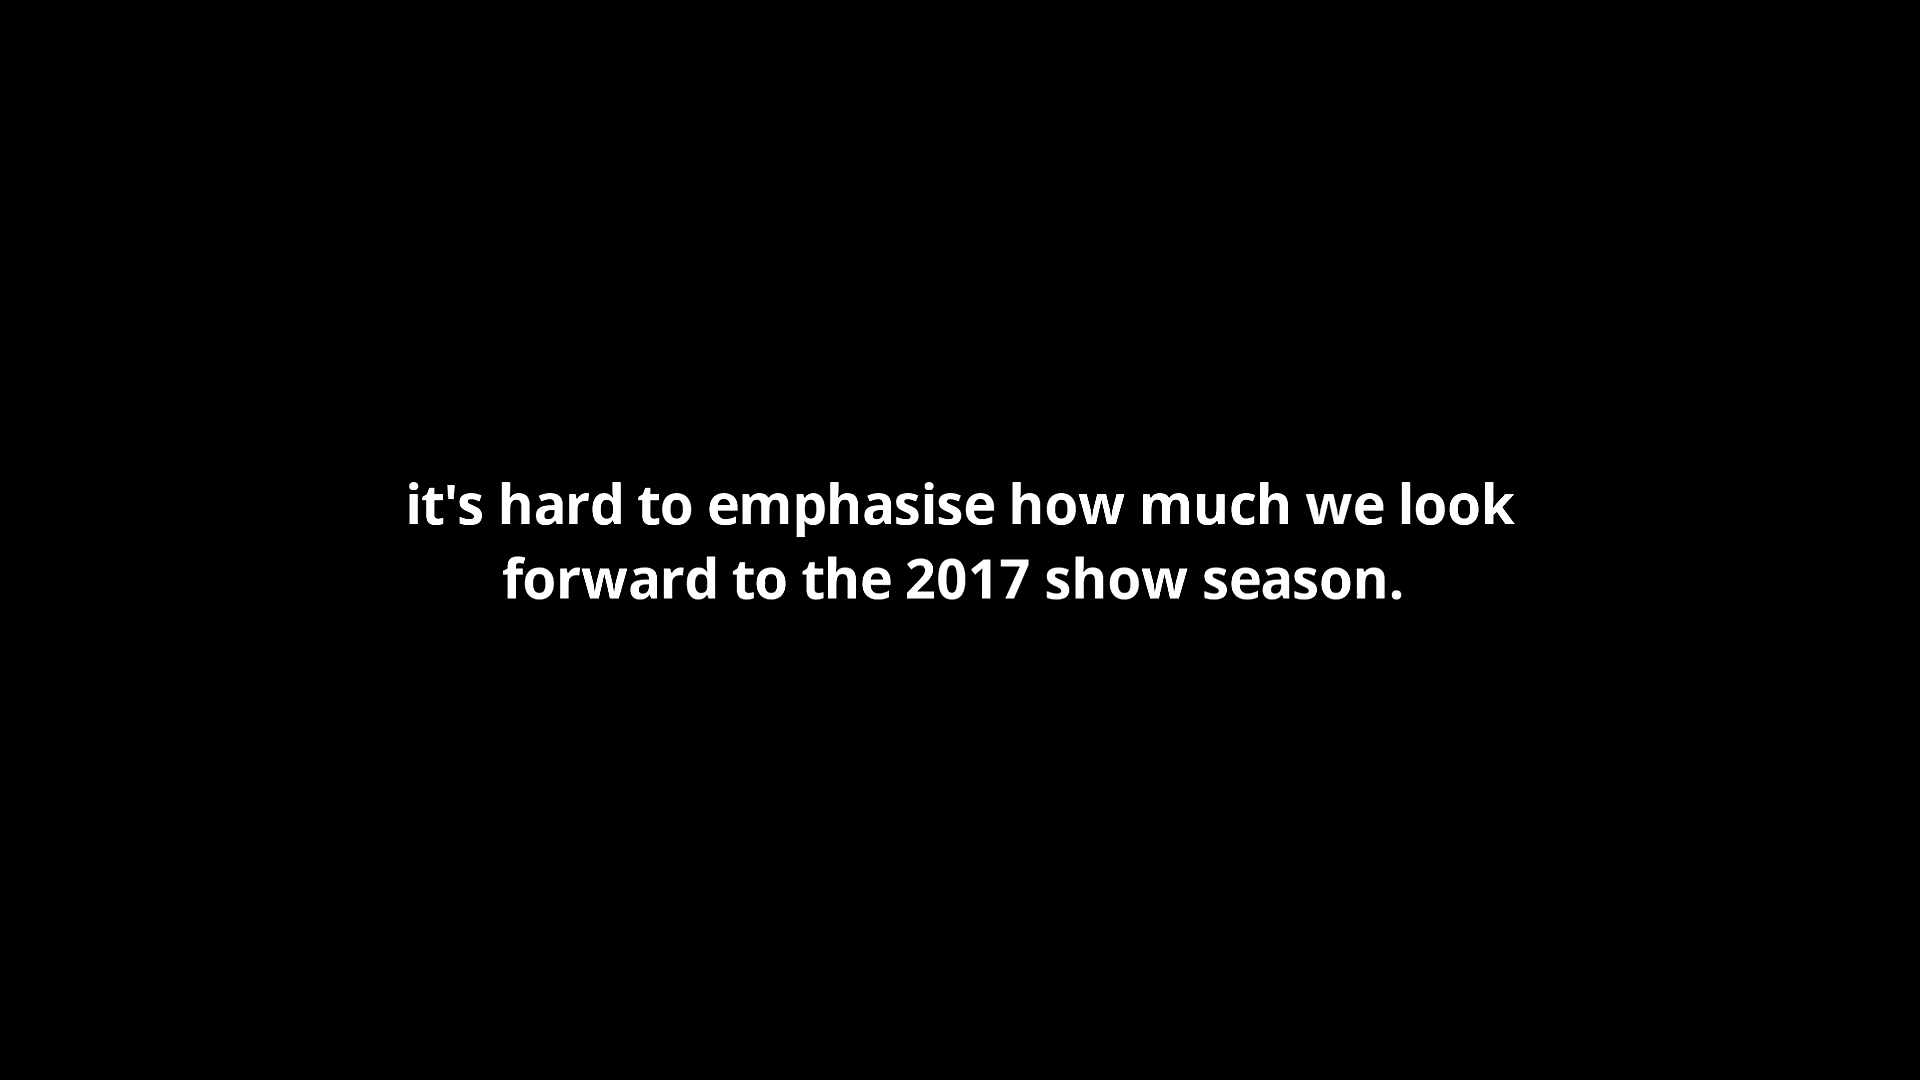 it's hard to emphasise how much we look
forward to the 2017 show season.